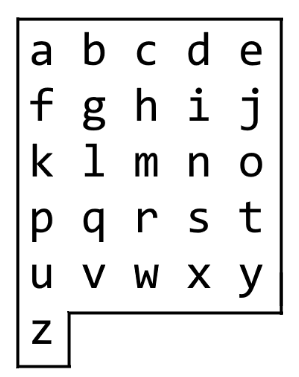 a b c d e
f g h i j
k l m n o
p q r s t
u v w x y
z